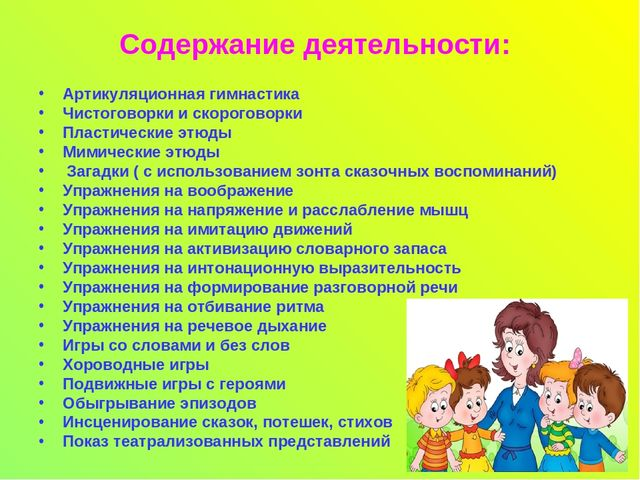 Содержание деятельности:
• Артикуляционная гимнастика
• Чистоговорки и скороговорки
• Пластические этюды
• Мимические этюды
• Загадки ( с использованием зонта сказочных воспоминаний)
• Упражнения на воображение
• Упражнения на напряжение и расслабление мышц
• Упражнения на имитацию движений
• Упражнения на активизацию словарного запаса
• Упражнения на интонационную выразительность
• Упражнения на формирование разговорной речи
• Упражнения на отбивание ритма
• Упражнения на речевое дыхание
• Игры со словами и без слов
• Хороводные игры
• Подвижные игры с героями
• Обыгрывание эпизодов
• Инсценирование сказок, потешек, стихов
• Показ театрализованных представлений